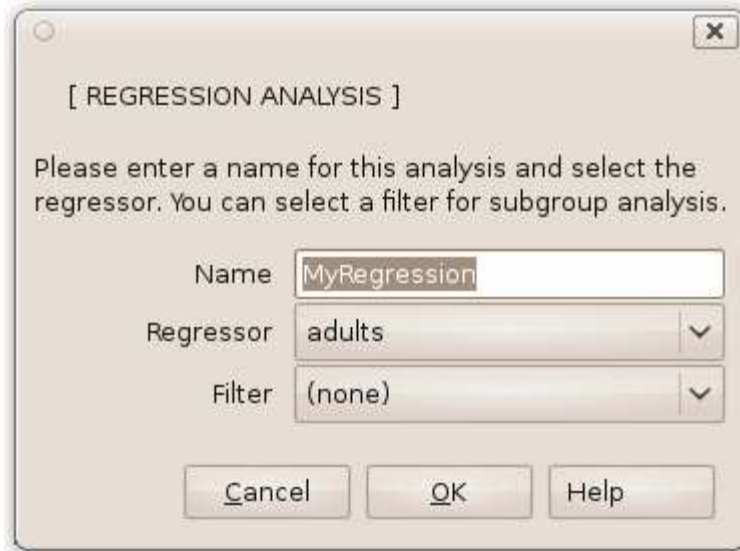 [ REGRESSION ANALYSIS ]
Please enter a name for this analysis and select the
regressor. You can select a filter for subgroup analysis.
Name MyRegression
Regressor adults
Filter (none)
Cancel OK Help